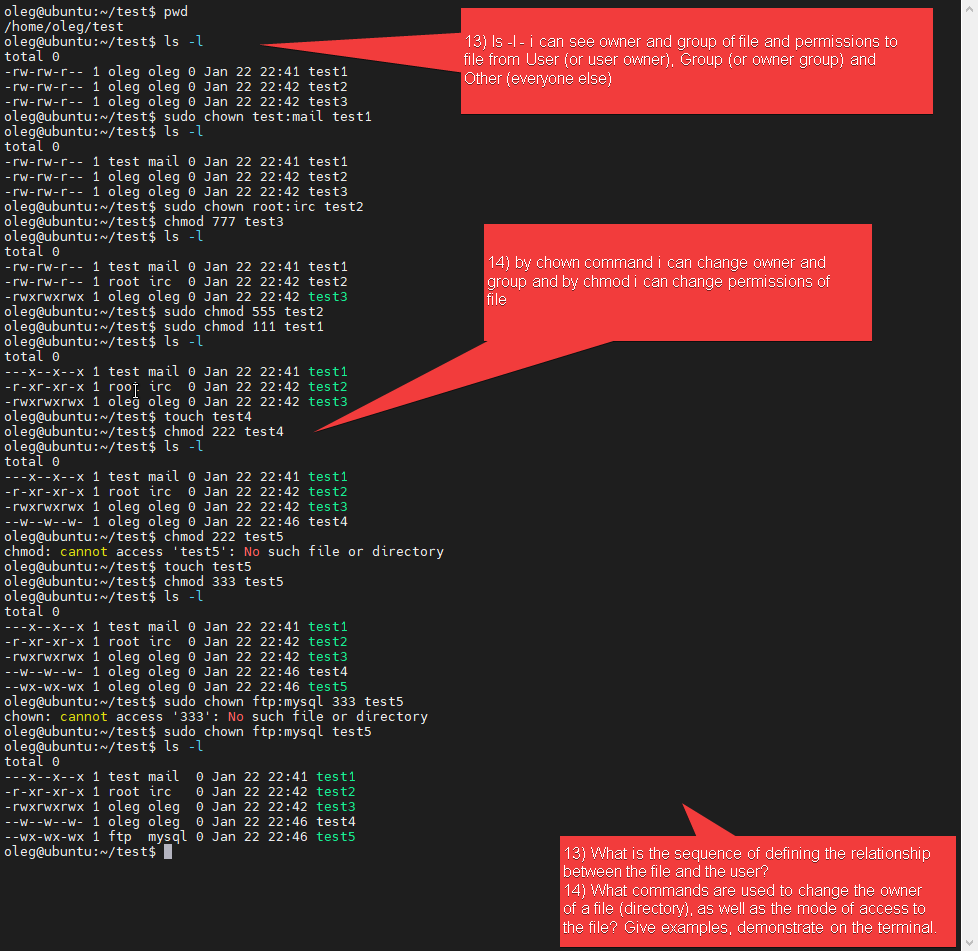 oleg@ubuntu:~/test$ pwd
/home/oleg/test
oleg@ubuntu:~/test$ ls -l
total 0
-rw-rw-r-- 1 oleg oleg 0 Jan 22 22:41 test1
-rw-rw-r-- 1 oleg oleg 0 Jan 22 22:42 test2
-rw-rw-r-- 1 oleg oleg 0 Jan 22 22:42 test3
oleg@ubuntu:~/test$ sudo chown test:mail test1
oleg@ubuntu:~/test$ ls -l
total 0
-rw-rw-r-- 1 test mail 0 Jan 22 22:41 test1
-rw-rw-r-- 1 oleg oleg 0 Jan 22 22:42 test2
-rw-rw-r-- 1 oleg oleg 0 Jan 22 22:42 test3
oleg@ubuntu:~/test$ sudo chown root:irc test2
oleg@ubuntu:~/test$ chmod 777 test3
oleg@ubuntu:~/test$ ls -l
total 0
-rw-rw-r-- 1 test mail 0 Jan 22 22:41 test1
-rw-rw-r-- 1 root irc  0 Jan 22 22:42 test2
-rwxrwxrwx 1 oleg oleg 0 Jan 22 22:42 test3
oleg@ubuntu:~/test$ sudo chmod 555 test2
oleg@ubuntu:~/test$ sudo chmod 111 test1
oleg@ubuntu:~/test$ ls -l
total 0
---x--x--x 1 test mail 0 Jan 22 22:41 test1
-r-xr-xr-x 1 root irc  0 Jan 22 22:42 test2
-rwxrwxrwx 1 oleg oleg 0 Jan 22 22:42 test3
oleg@ubuntu:~/test$ touch test4
oleg@ubuntu:~/test$ chmod 222 test4
oleg@ubuntu:~/test$ ls -l
total 0
---x--x--x 1 test mail 0 Jan 22 22:41 test1
-r-xr-xr-x 1 root irc  0 Jan 22 22:42 test2
-rwxrwxrwx 1 oleg oleg 0 Jan 22 22:42 test3
--w--w--w- 1 oleg oleg 0 Jan 22 22:46 test4
oleg@ubuntu:~/test$ chmod 222 test5
chmod: cannot access 'test5': No such file or directory
oleg@ubuntu:~/test$ touch test5
oleg@ubuntu:~/test$ chmod 333 test5
oleg@ubuntu:~/test$ ls -l
total 0
---x--x--x 1 test mail 0 Jan 22 22:41 test1
-r-xr-xr-x 1 root irc  0 Jan 22 22:42 test2
-rwxrwxrwx 1 oleg oleg 0 Jan 22 22:42 test3
--w--w--w- 1 oleg oleg 0 Jan 22 22:46 test4
--wx-wx-wx 1 oleg oleg 0 Jan 22 22:46 test5
oleg@ubuntu:~/test$ sudo chown ftp:mysql 333 test5
chown: cannot access '333': No such file or directory
oleg@ubuntu:~/test$ sudo chown ftp:mysql test5
oleg@ubuntu:~/test$ ls -l
total 0
---x--x--x 1 test mail  0 Jan 22 22:41 test1
-r-xr-xr-x 1 root irc   0 Jan 22 22:42 test2
-rwxrwxrwx 1 oleg oleg  0 Jan 22 22:42 test3
--w--w--w- 1 oleg oleg  0 Jan 22 22:46 test4
--wx-wx-wx 1 ftp  mysql 0 Jan 22 22:46 test5
oleg@ubuntu:~/test$
13) ls -l - i can see owner and group of file and permissions to
file from User (or user owner), Group (or owner group) and
Other (everyone else)
14) by chown command i can change owner and
group and by chmod i can change permissions of
file
13) What is the sequence of defining the relationship
between the file and the user?
14) What commands are used to change the owner
of a file (directory), as well as the mode of access to
the file? Give examples, demonstrate on the terminal.